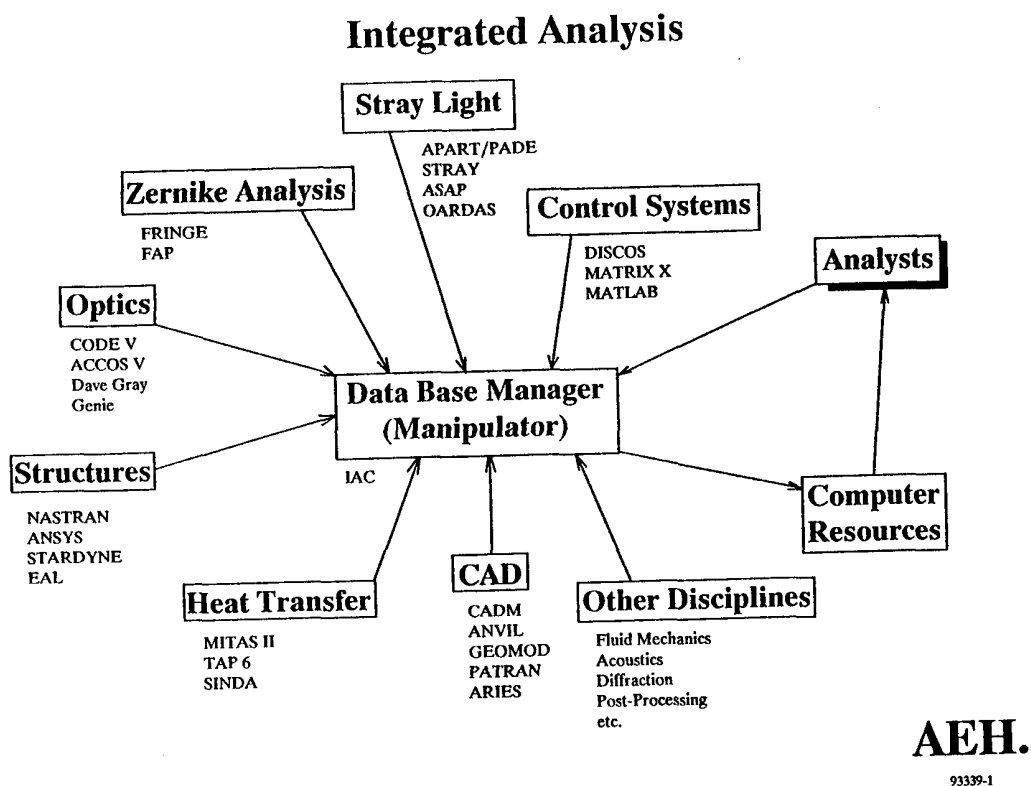 Integrated Analysis
Stray Light
APART/PADE
STRAY
ASAP
OARDAS
Zernike Analysis
FRINGE
FAP
Control Systems
DISCOS
MATRIX X
MATLAB
Analysts
Optics
CODE V
ACCOS V
Dave Gray
Genie
Data Base Manager
(Manipulator)
IAC
Structures
NASTRAN
ANSYS
STARDYNE
EAL
Computer
Resources
Heat Transfer
MITAS II
TAP 6
SINDA
CAD
CADM
ANVIL
GEOMOD
PATRAN
ARIES
Other Disciplines
Fluid Mechanics
Acoustics
Diffraction
Post-Processing
etc.
AEH.
93339-1